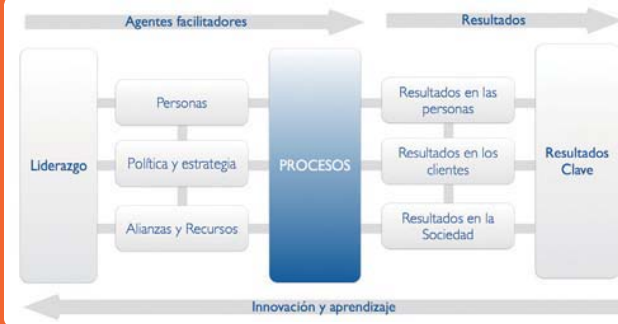 Agentes facilitadores
Resultados
Liderazgo
Personas
Política y estrategia
Alianzas y Recursos
PROCESOS
Resultados en las
personas
Resultados en los
clientes
Resultados en la
Sociedad
Resultados
Clave
Innovación y aprendizaje